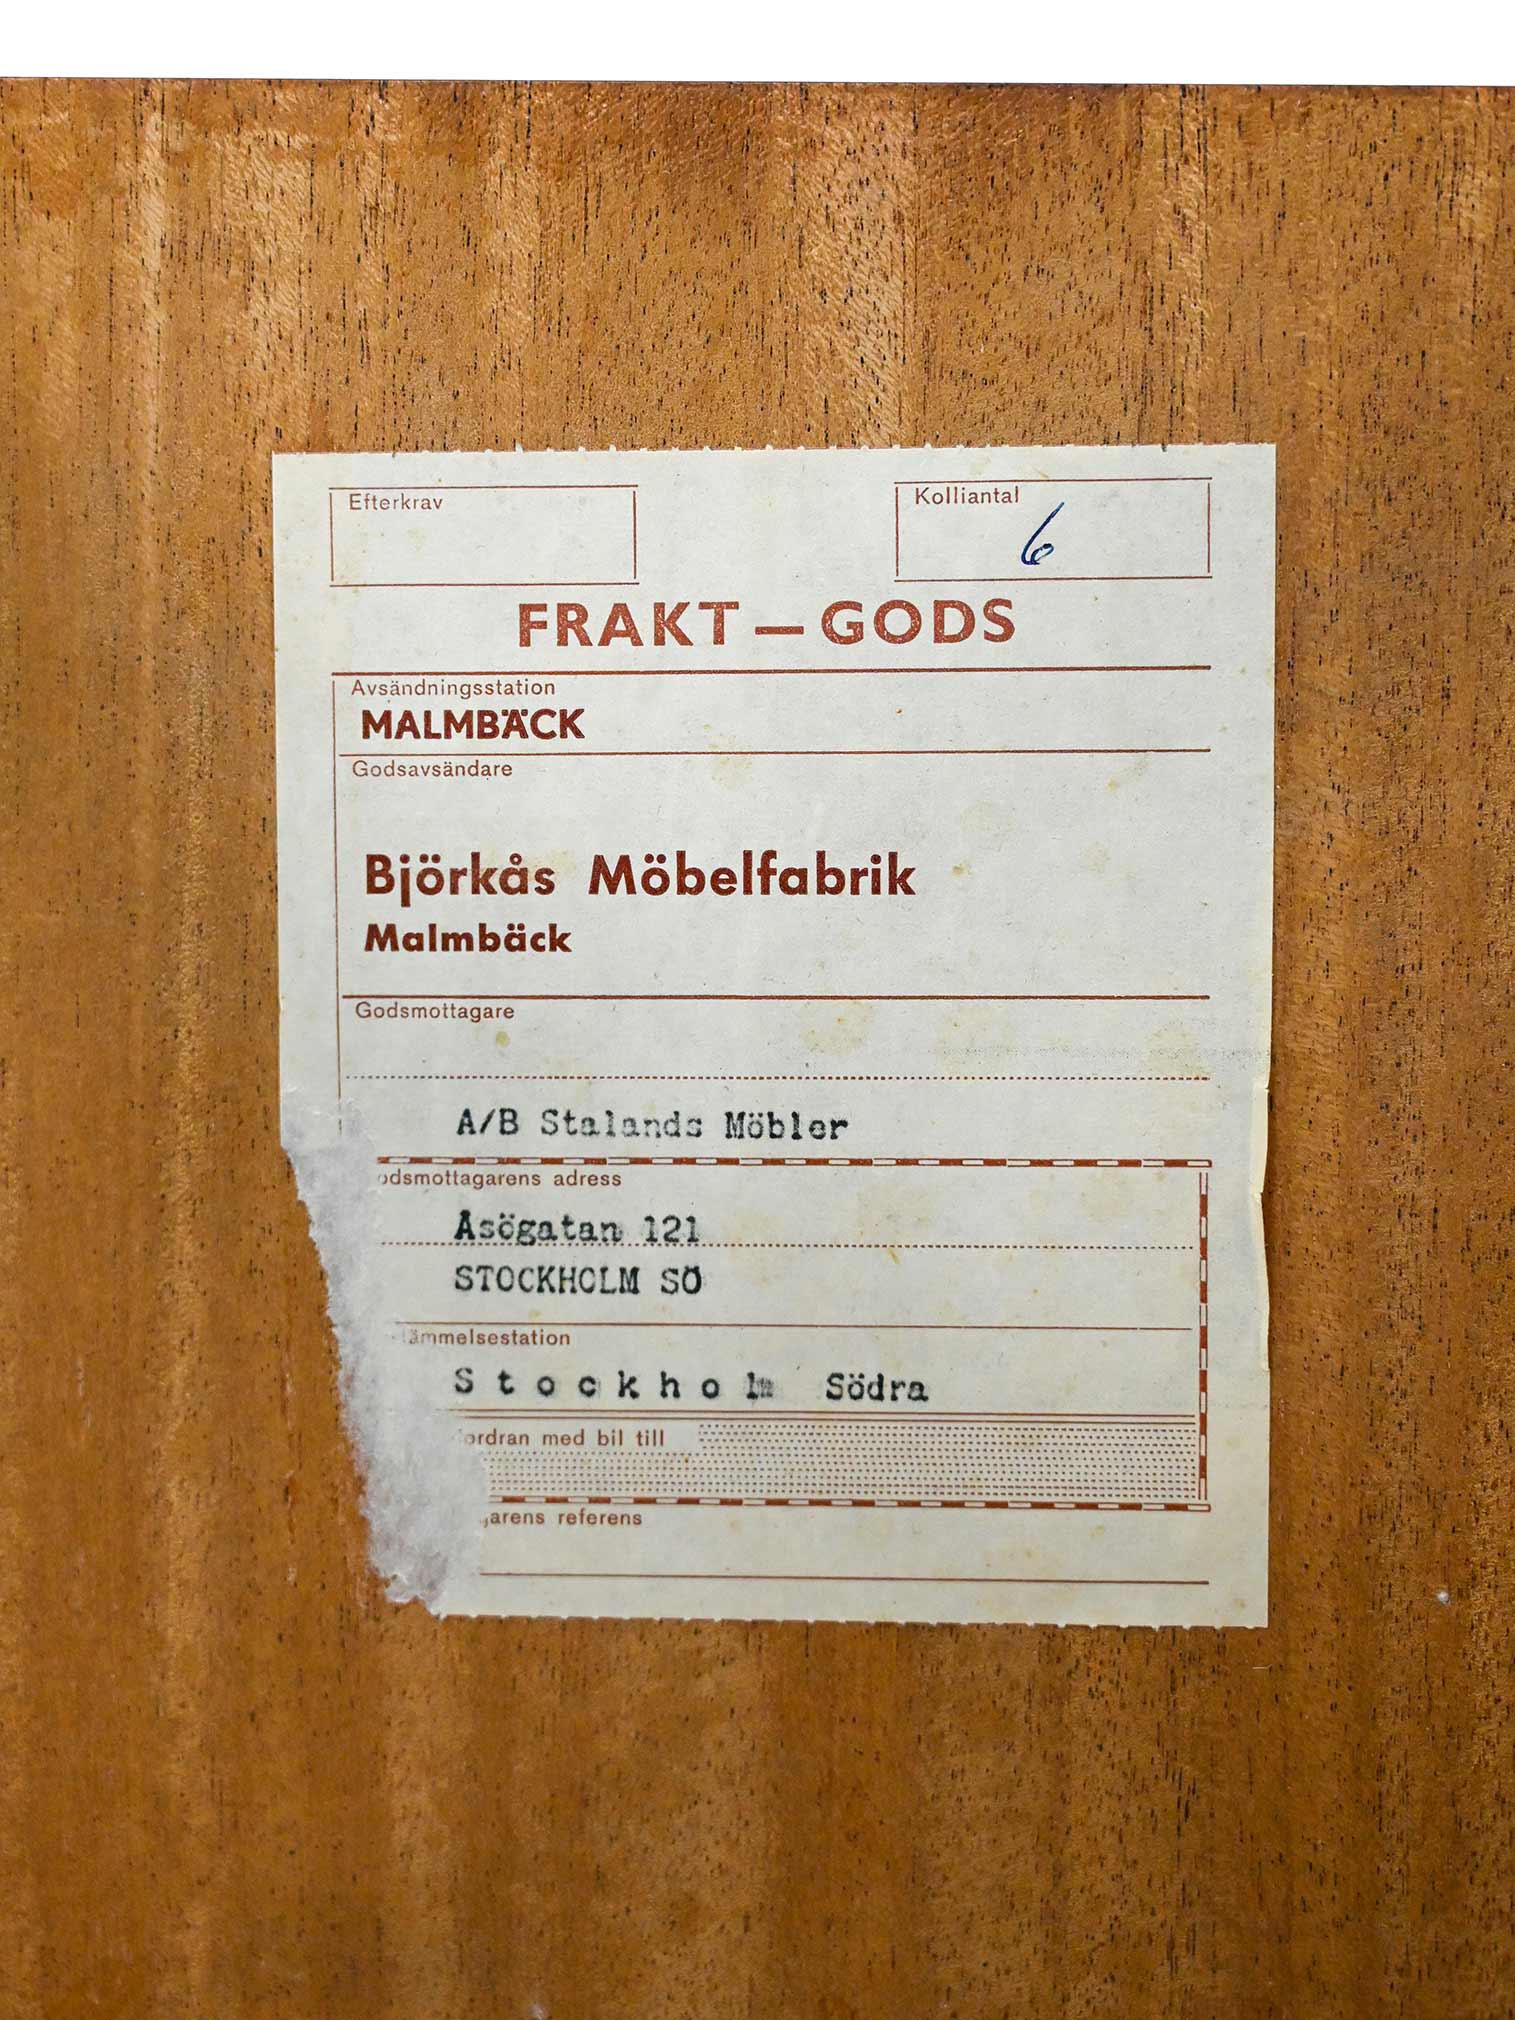 Efterkrav
Kolliantal
6
FRAKT — GODS
Avsändningsstation
MALMBÄCK
Godsavsändare
Björkås Möbelfabrik
Malmbäck
Godsmottagare
A/B Stalands Möbler
odsmottagarens adress
Åsögatan 121
STOCKHOLM SÖ
lämmelsestation
Stockholm Södra
ordran med bil till
arens referens